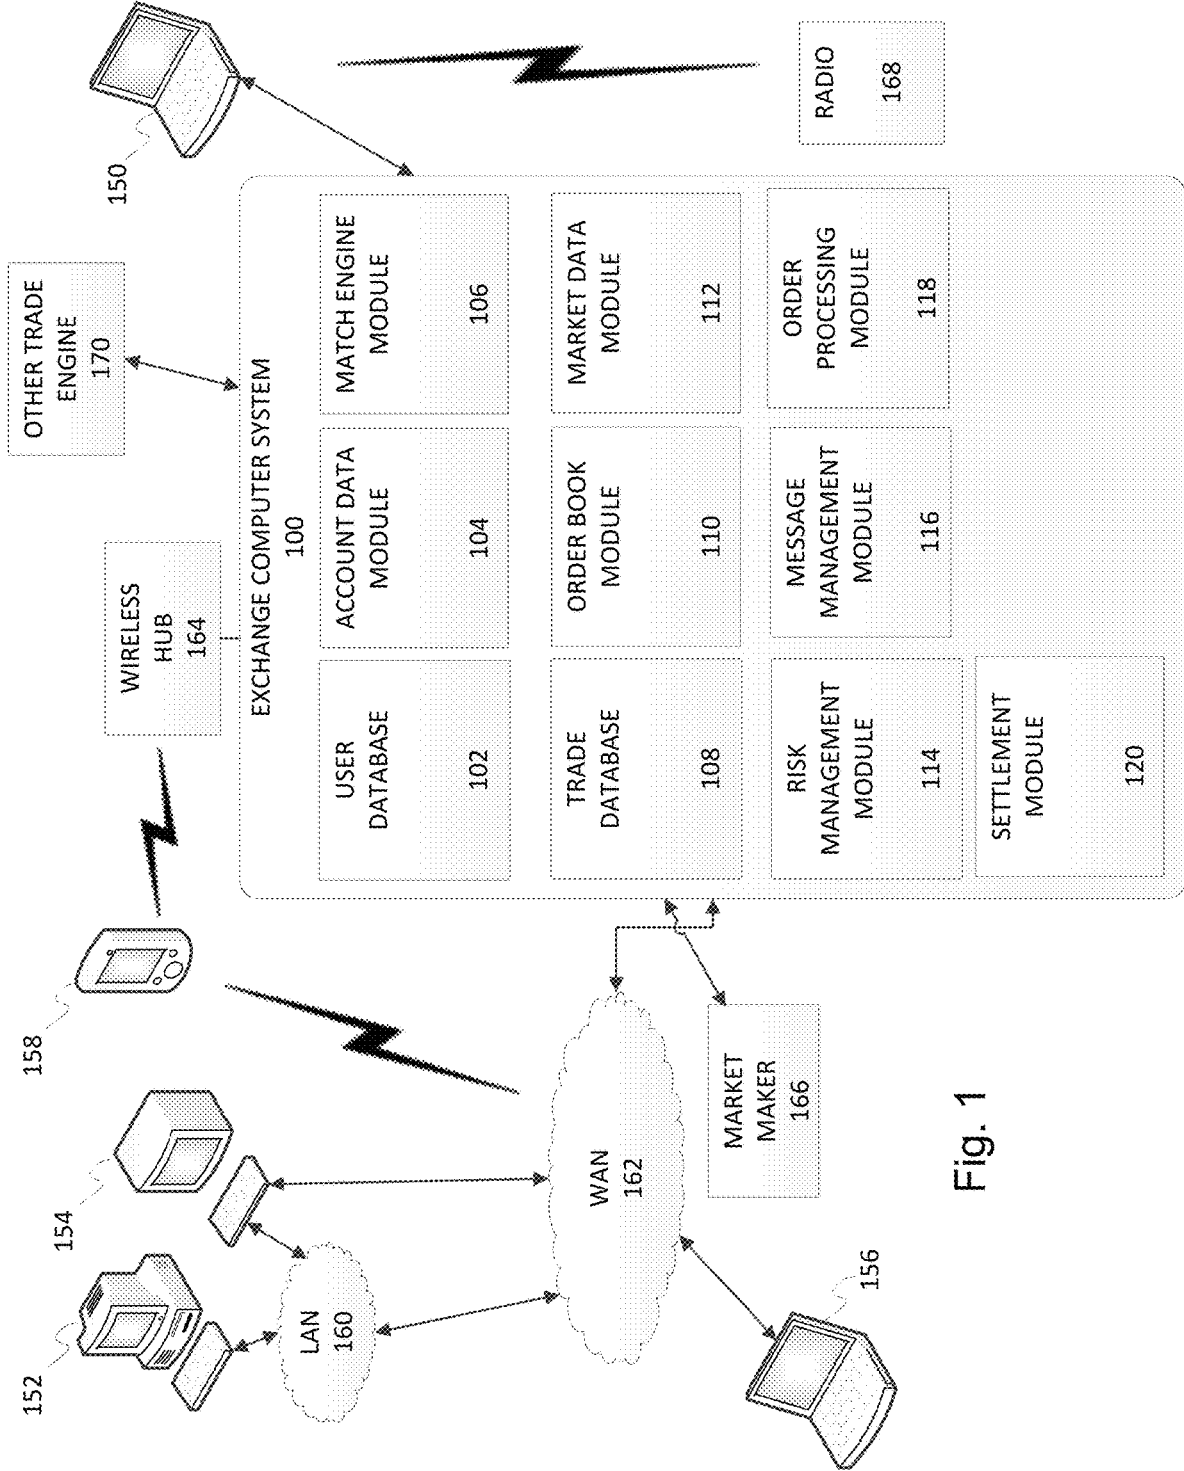 152
154
158
OTHER TRADE
ENGINE
170
150
WIRELESS
HUB
164
EXCHANGE COMPUTER SYSTEM
100
USER
DATABASE
102
ACCOUNT DATA
MODULE
104
MATCH ENGINE
MODULE
106
LAN
160
WAN
162
TRADE
DATABASE
108
ORDER BOOK
MODULE
110
MARKET DATA
MODULE
112
MARKET
MAKER
166
RISK
MANAGEMENT
MODULE
114
MESSAGE
MANAGEMENT
MODULE
116
ORDER
PROCESSING
MODULE
118
RADIO
168
156
SETTLEMENT
MODULE
120
Fig. 1